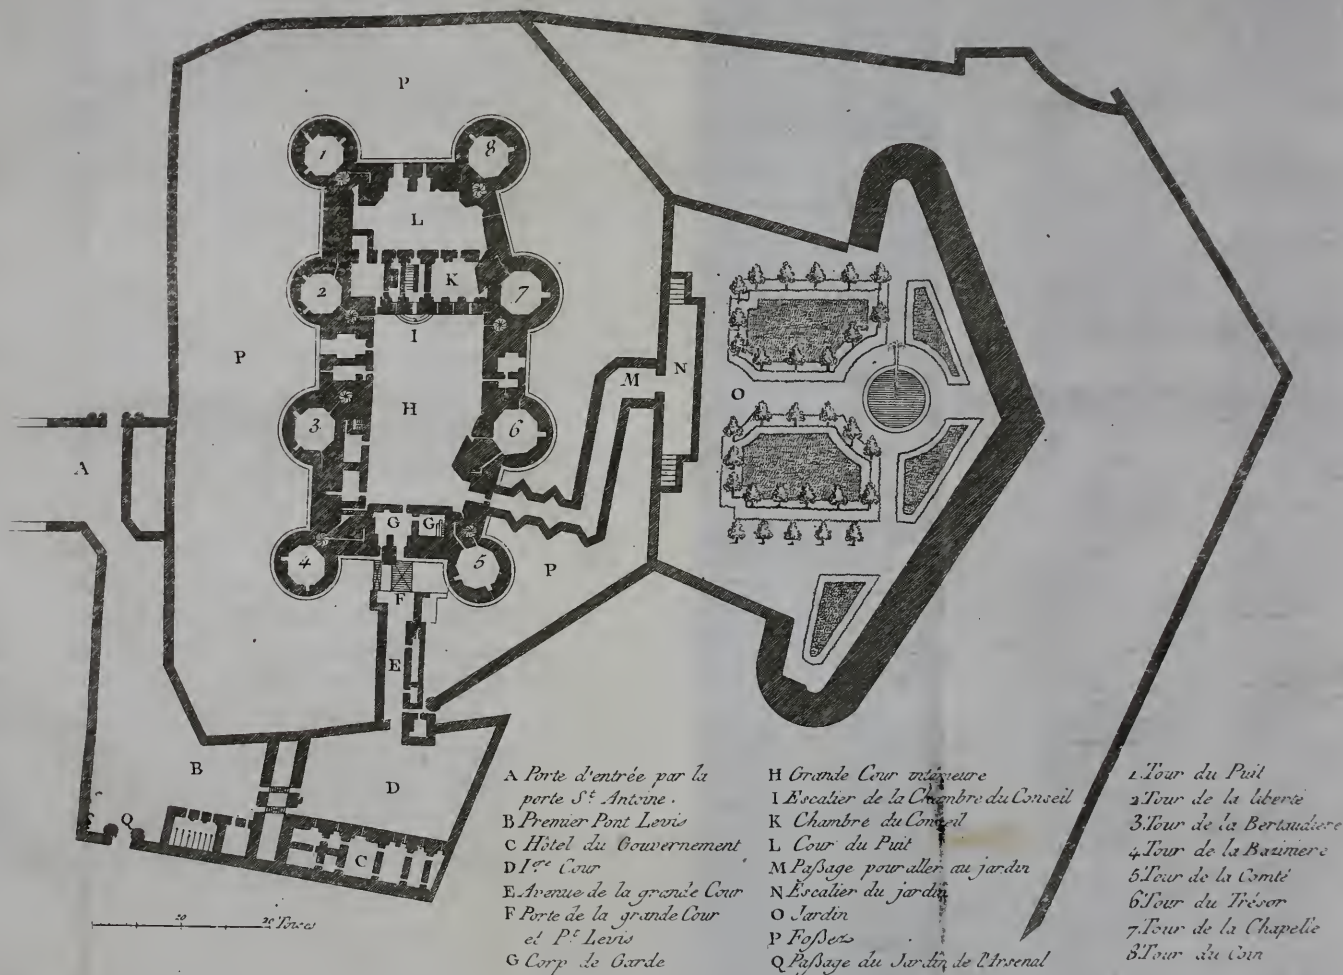 P
1
8
L
K
2
7
I
P
M
N
H
O
3
6
A
G
G
4
5
P
F
E
B
D
Q
C
20
20 Toises
A Porte d'entrée par la
porte S.t Antoine.
B Premier Pont Levis
C Hôtel du Gouvernement
D I.ere Cour
E Avenue de la grande Cour
F Porte de la grande Cour
et P.t Levis
G Corp de Garde
H Grande Cour intérieure
I Escalier de la Chambre du Conseil
K Chambre du Conseil
L Cour du Puit
M Paßage pour aller au jardin
N Escalier du jardin
O Jardin
P Foßez
Q Paßage du Jardin de l'Arsenal
1. Tour du Puit
2 Tour de la liberté
3. Tour de la Bertaudiere
4. Tour de la Baziniere
5. Tour de la Comté
6. Tour du Trésor
7. Tour de la Chapelle
8. Tour du Coin